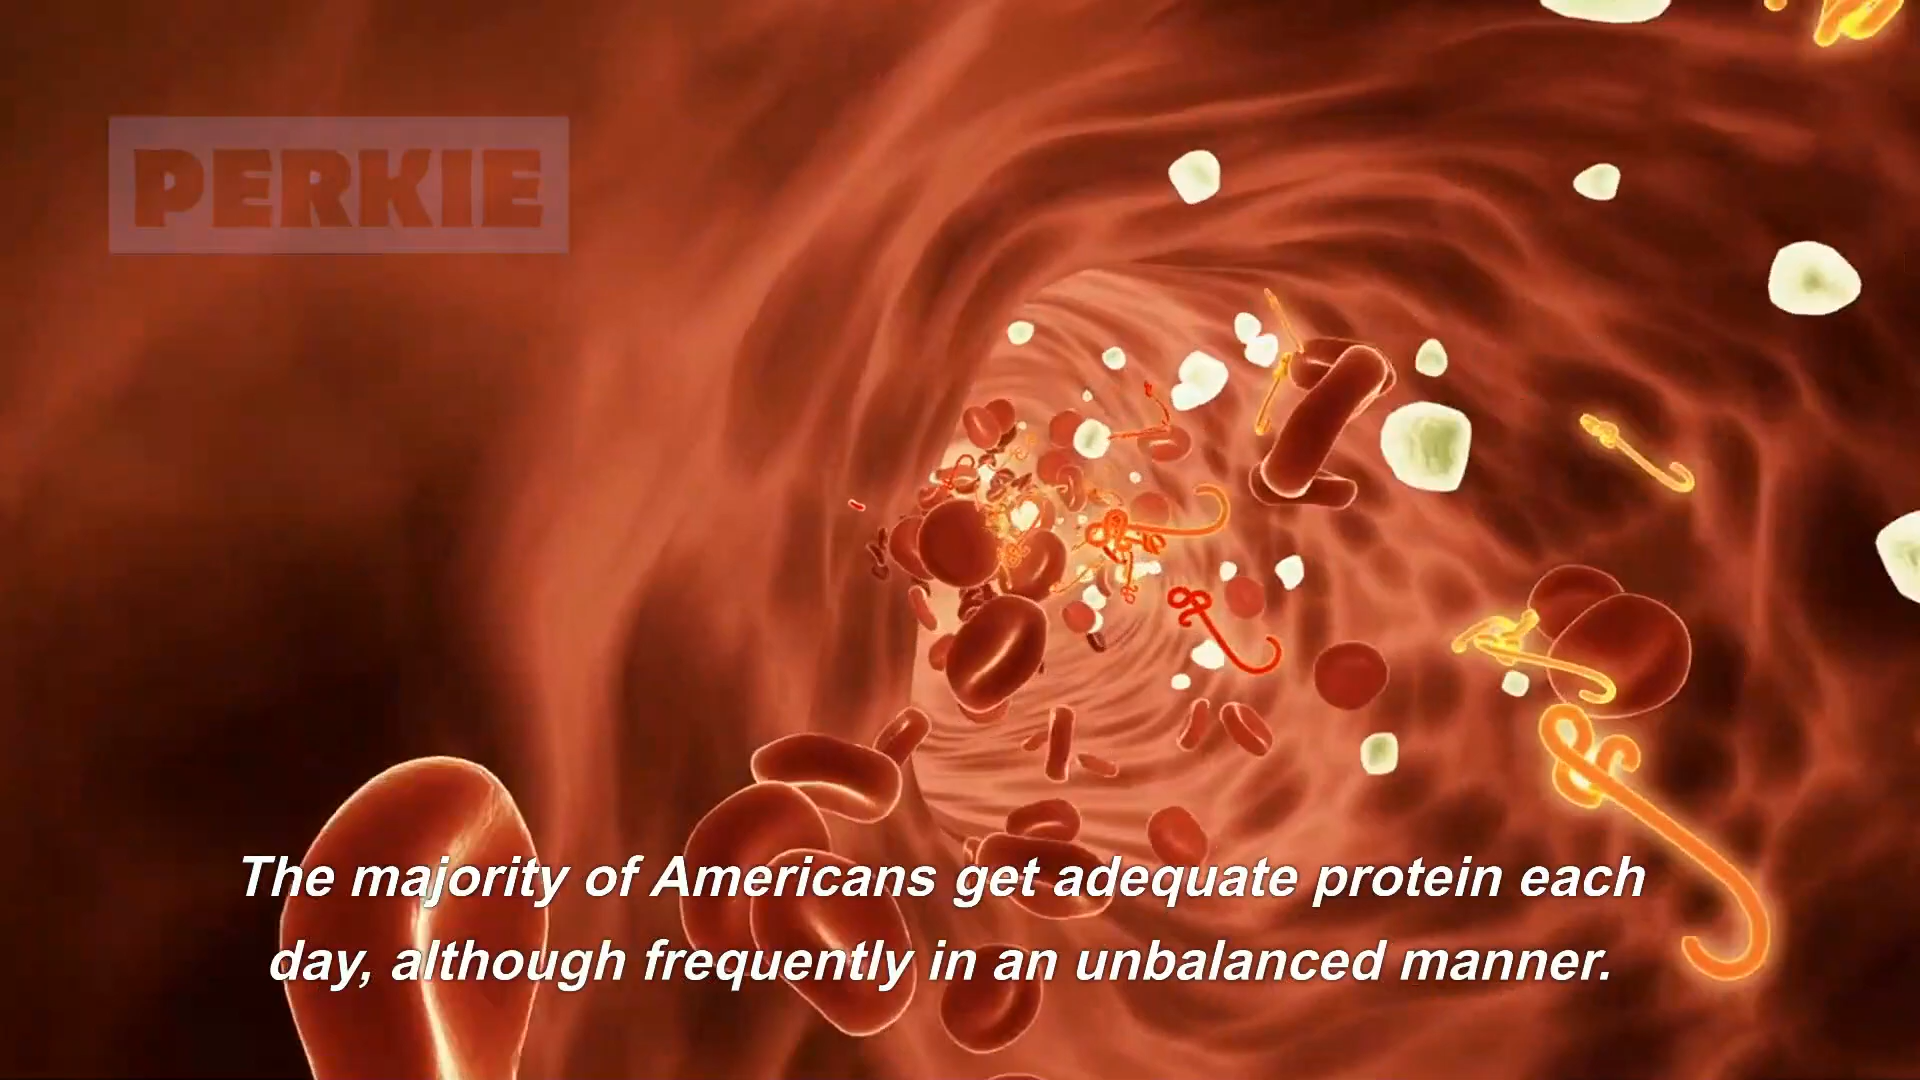 PERKIE
The majority of Americans get adequate protein each
day, although frequently in an unbalanced manner.